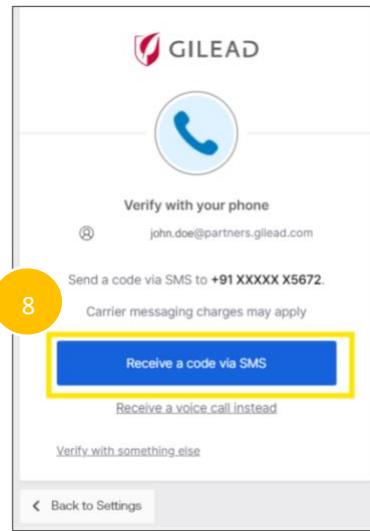 GILEAD
Verify with your phone
john.doe@partners.gilead.com
Send a code via SMS to +91 XXXXX X5672.
8
Carrier messaging charges may apply
Receive a code via SMS
Receive a voice call instead
Verify with something else
Back to Settings